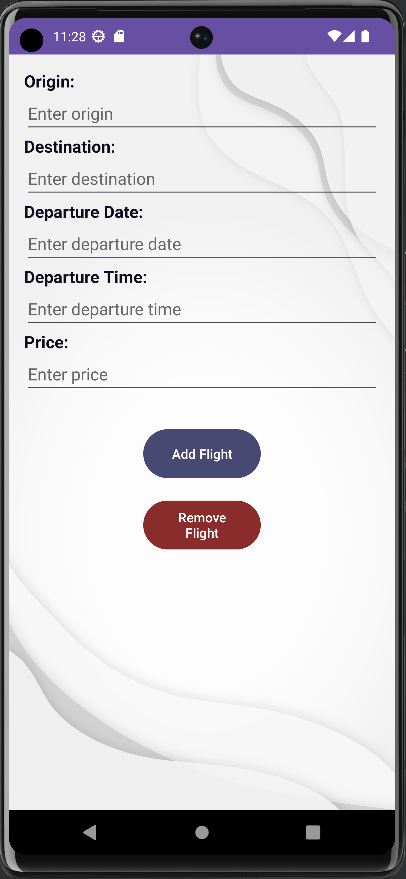 11:28
Origin:
Enter origin
Destination:
Enter destination
Departure Date:
Enter departure date
Departure Time:
Enter departure time
Price:
Enter price
Add Flight
Remove
Flight